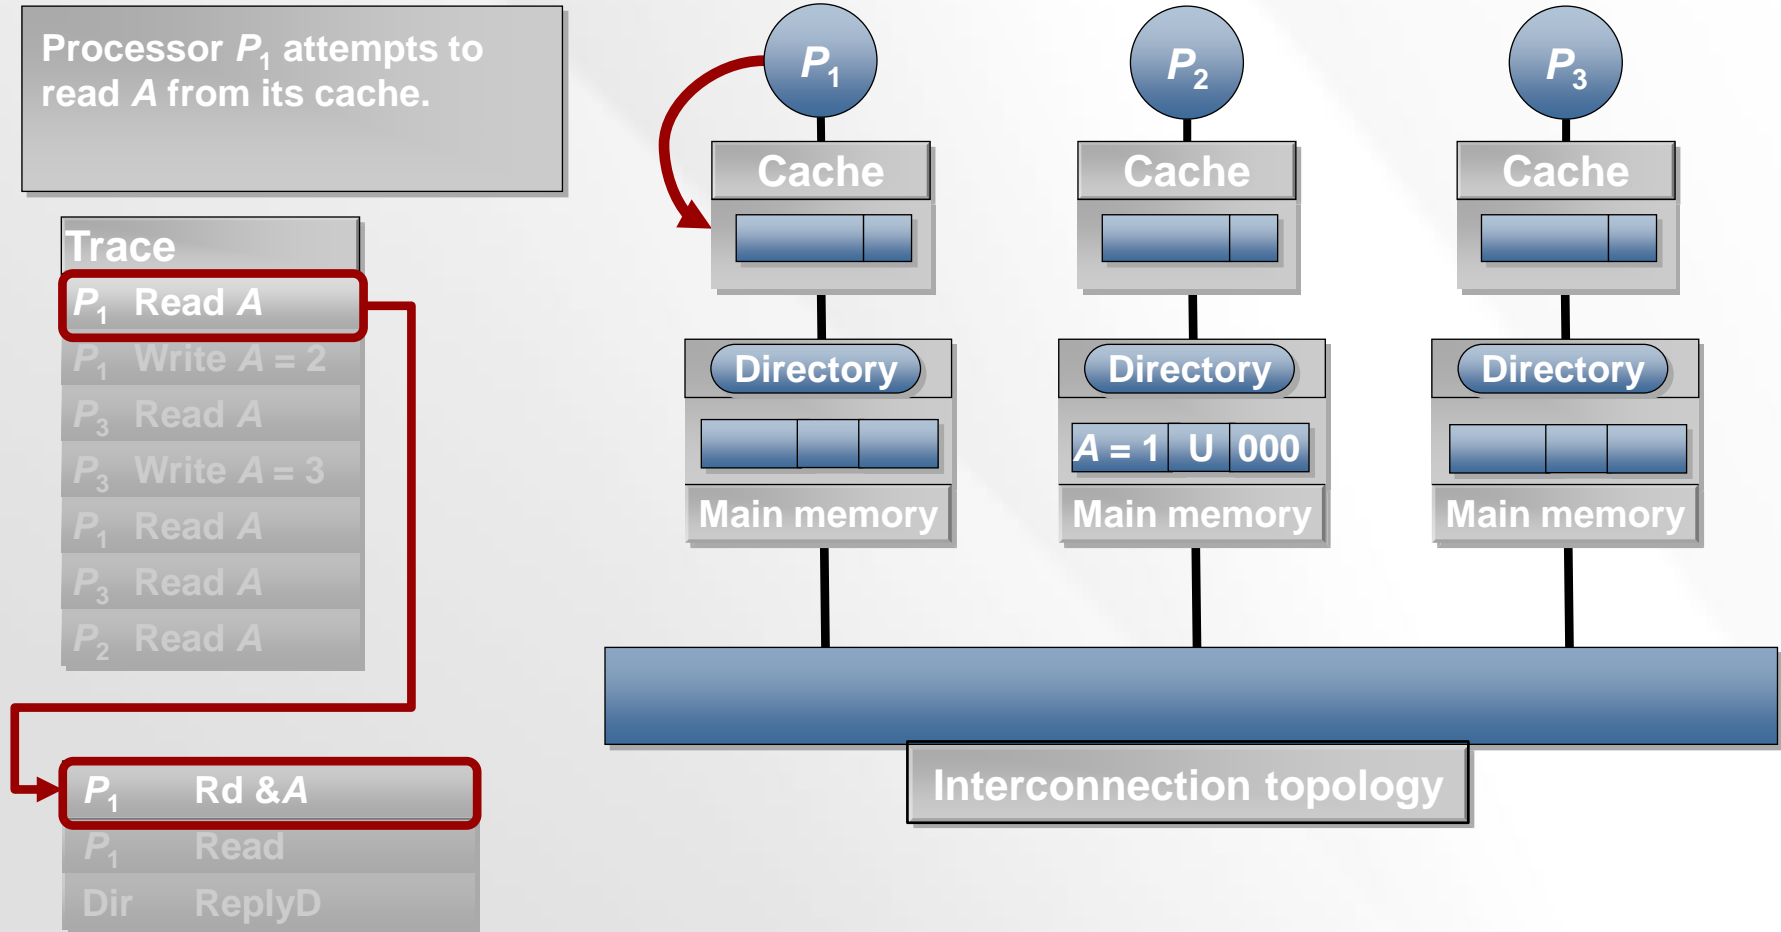 Processor P1 attempts to
read A from its cache.
Trace
P1 Read A
P1 Write A = 2
P3 Read A
P3 Write A = 3
P1 Read A
P3 Read A
P2 Read A
P1 Rd &A
P1 Read
Dir ReplyD
P1 P2 P3
Cache Cache Cache
Directory Directory Directory
A = 1 U 000
Main memory Main memory Main memory
Interconnection topology